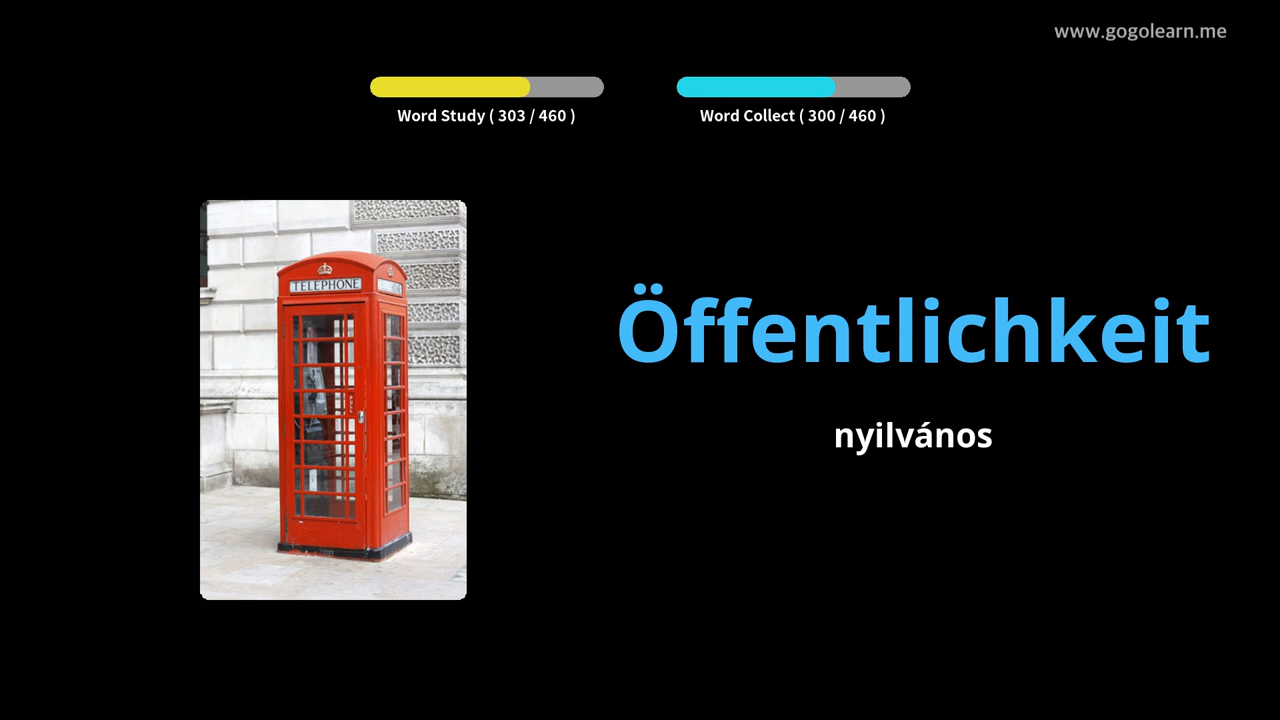 www.gogolearn.me
Word Study ( 303 / 460 )
Word Collect ( 300 / 460 )
TELEPHONE
Öffentlichkeit
nyilvános